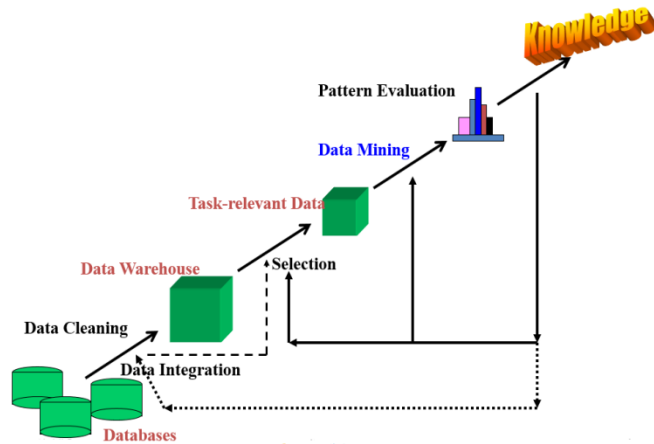 Knowledge
Pattern Evaluation
Data Mining
Task-relevant Data
Selection
Data Warehouse
Data Cleaning
Data Integration
Databases